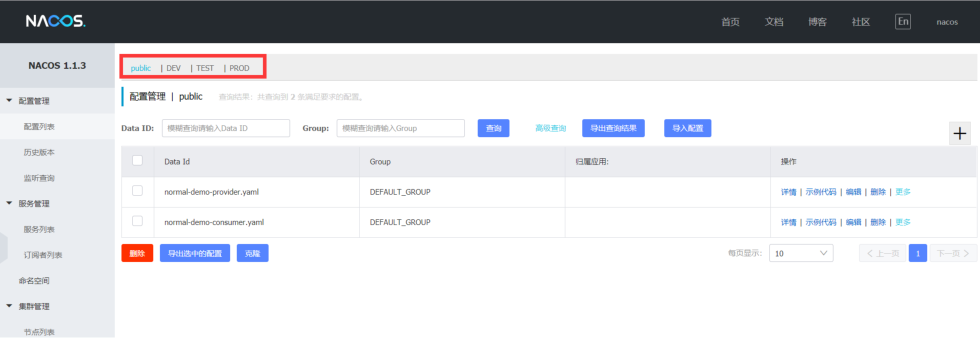 NACOS.
首页 文档 博客 社区 En nacos
NACOS 1.1.3
配置管理
配置列表
历史版本
监听查询
服务管理
服务列表
订阅者列表
命名空间
集群管理
节点列表
public | DEV | TEST | PROD
配置管理 | public 查询结果：共查询到 2 条满足要求的配置。
Data ID: 模糊查询请输入Data ID Group: 模糊查询请输入Group 查询 高级查询 导出查询结果 导入配置
Data Id Group 归属应用: 操作
normal-demo-provider.yaml DEFAULT_GROUP 详情 | 示例代码 | 编辑 | 删除 | 更多
normal-demo-consumer.yaml DEFAULT_GROUP 详情 | 示例代码 | 编辑 | 删除 | 更多
删除 导出选中的配置 克隆 每页显示: 10 < 上一页 1 下一页 >